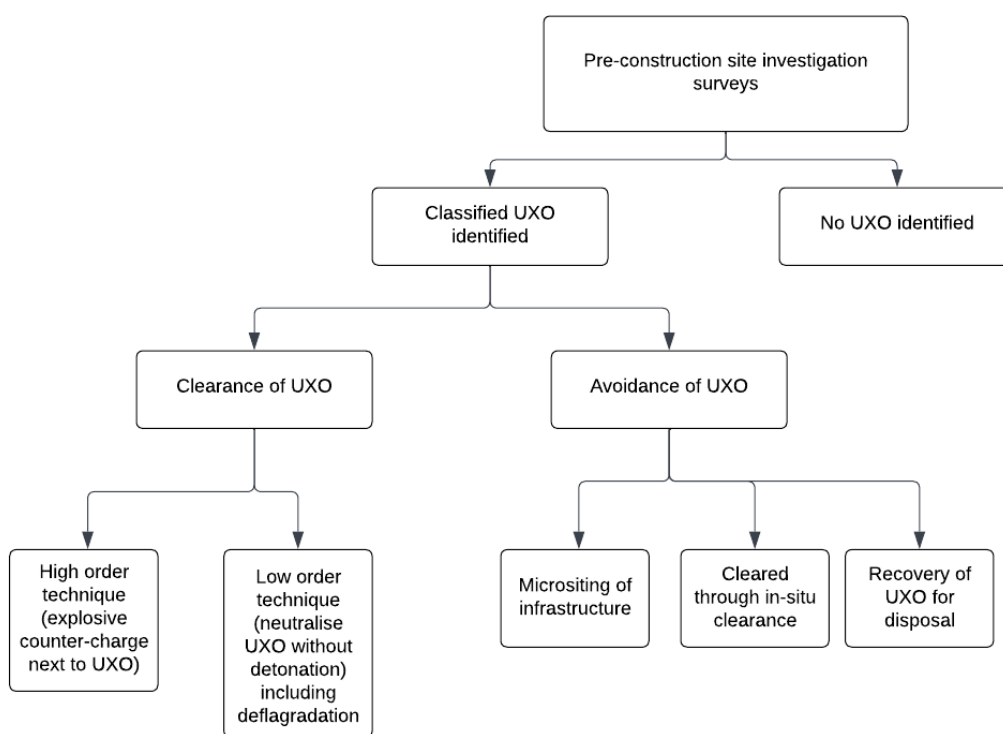 Pre-construction site investigation
surveys
Classified UXO
identified
No UXO identified
Clearance of UXO
Avoidance of UXO
High order
technique
(explosive
counter-charge
next to UXO)
Low order
technique
(neutralise
UXO without
detonation)
including
deflagradation
Micrositing of
infrastructure
Cleared
through in-situ
clearance
Recovery of
UXO for
disposal